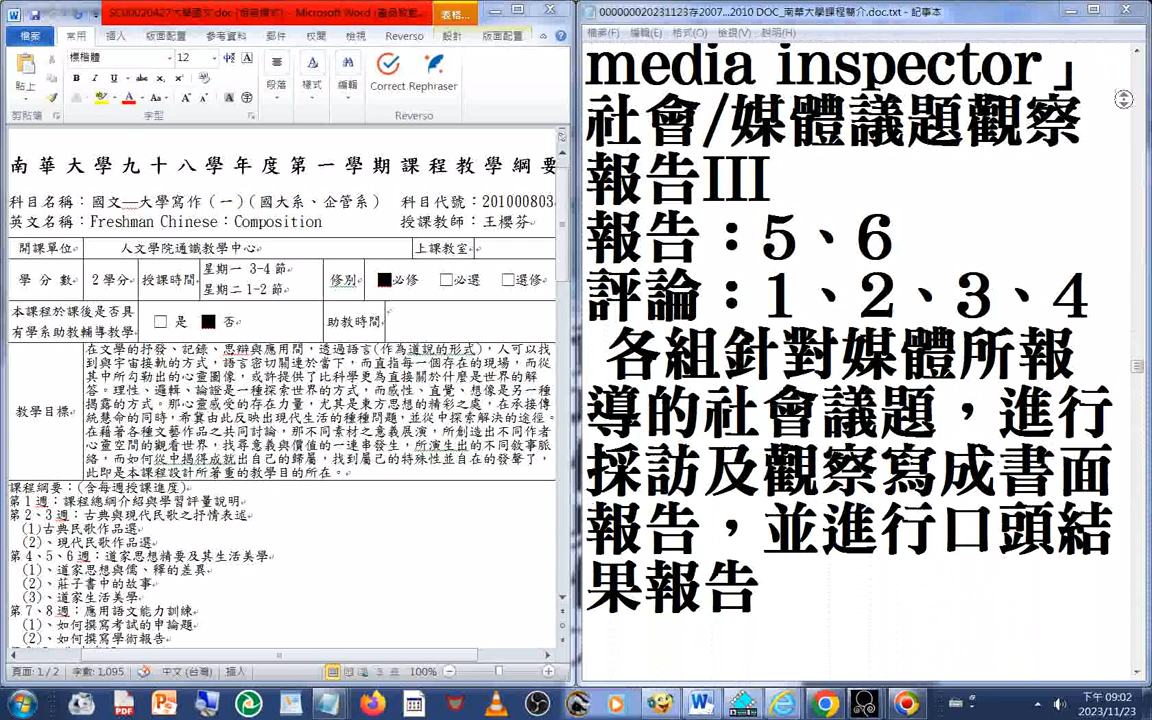 SC00020427大學國文.doc [相容模式] - Microsoft Word (產品啟動...
表格...
檔案 常用 插入 版面配置 參考資料 郵件 校閱 檢視 Reverso 設計 版面配置
標楷體 12
貼上 段落 樣式 編輯 Correct Rephraser
剪貼簿 字型 Reverso
南華大學九十八學年度第一學期課程教學綱要
科目名稱：國文—大學寫作(一)(國大系、企管系) 科目代號：201000803
英文名稱：Freshman Chinese：Composition 授課教師：王櫻芬
開課單位 人文學院通識教學中心 上課教室
學分數 2學分 授課時間 星期一 3-4節 修別 ■必修 □必選 □選修
星期二1-2節
本課程於課後是否具 □ 是 ■ 否 助教時間
有學系助教輔導教學
在文學的抒發、記錄、思辯與應用間，透過語言(作為道說的形式)，人可以找
到與宇宙接軌的方式，語言密切關連於當下，而直指每一個存在的現場，而從
其中所勾勒出的心靈圖像，或許提供了比科學更為直接關於什麼是世界的解
答。理性、邏輯、論證是一種探索世界的方式，而感性、直覺、想像是另一種
教學目標
揭露的方式。那心靈感受的存在力量，尤其是東方思想的精彩之處，在承接傳
統慧命的同時，希冀由此反映出現代生活的種種問題，並從中探索解決的途徑。
在藉著各種文藝作品之共同討論，那不同素材之意義展演，所創造出不同作者
心靈空間的觀看世界，找尋意義與價值的一連串發生，所演生出的不同敘事脈
絡，而如何從中揭得成就出自己的歸屬，找到屬己的特殊性並自在的發聲了，
此即是本課程設計所著重的教學目的所在。
課程綱要：(含每週授課進度)
第1週：課程總綱介紹與學習評量說明
第2、3週：古典與現代民歌之抒情表述
(1)古典民歌作品選
(2)、現代民歌作品選
第4、5、6週：道家思想精要及其生活美學
(1)、道家思想與儒、釋的差異
(2)、莊子書中的故事
(3)、道家生活美學
第7、8週：應用語文能力訓練
(1)、如何撰寫考試的申論題
(2)、如何撰寫學術報告
頁面：1/2 字數：1,095 中文(台灣) 插入 100%
000000020231123存2007...2010 DOC_南華大學課程簡介.doc.txt - 記事本
檔案(F) 編輯(E) 格式(O) 檢視(V) 說明(H)
media inspector」
社會/媒體議題觀察
報告III
報告：5、6
評論：1、2、3、4
各組針對媒體所報
導的社會議題，進行
採訪及觀察寫成書面
報告，並進行口頭結
果報告
下午 09:02
2023/11/23